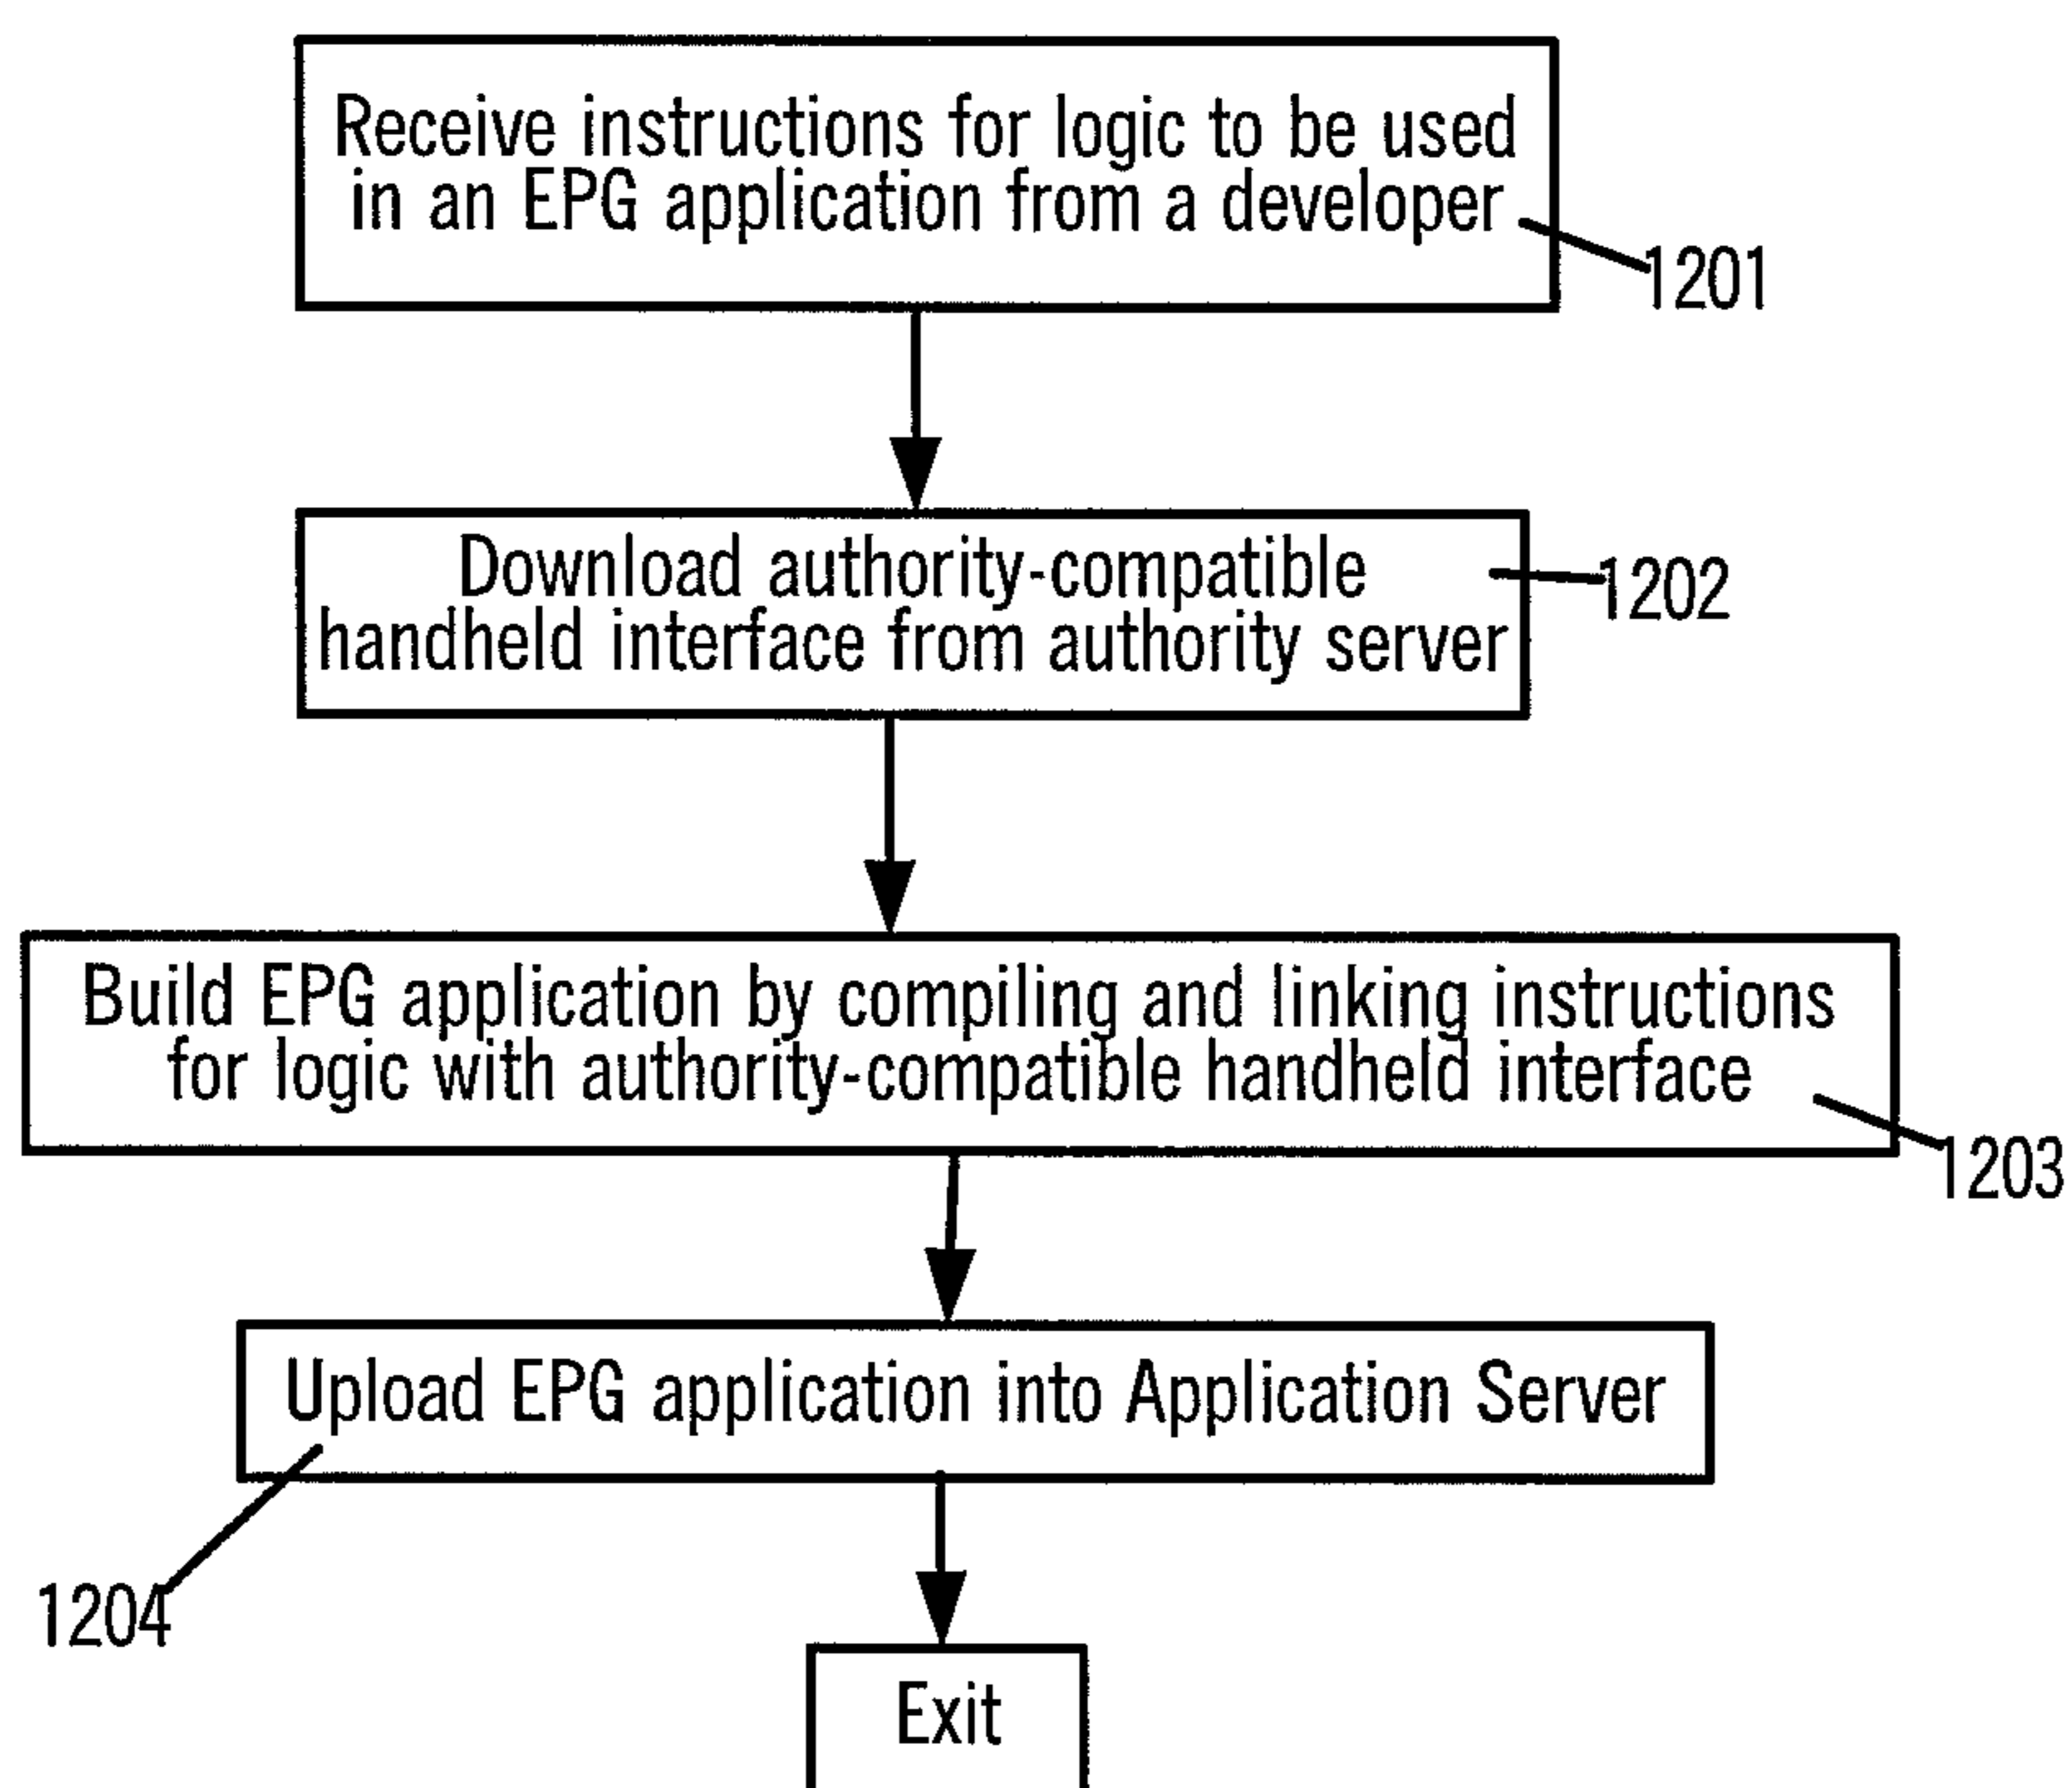 Receive instructions for logic to be used
in an EPG application from a developer
1201
Download authority-compatible
handheld interface from authority server
1202
Build EPG application by compiling and linking instructions
for logic with authority-compatible handheld interface
1203
Upload EPG application into Application Server
1204
Exit